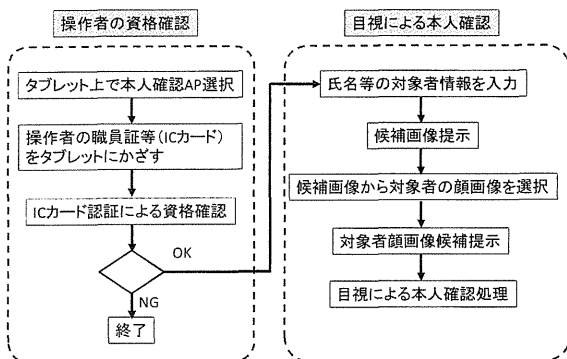 操作者の資格確認
タブレット上で本人確認AP選択
操作者の職員証等(ICカード)
をタブレットにかざす
ICカード認証による資格確認
OK
NG
終了
目視による本人確認
氏名等の対象者情報を入力
候補画像提示
候補画像から対象者の顔画像を選択
対象者顔画像候補提示
目視による本人確認処理